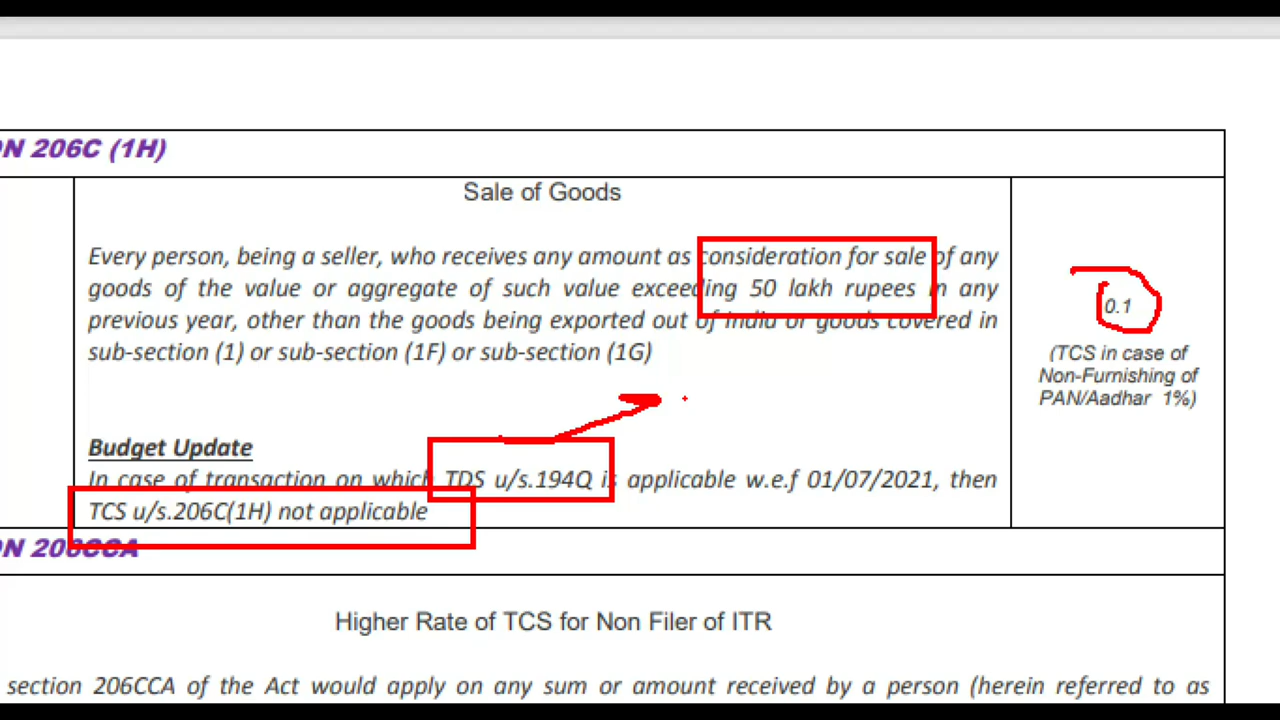 ON 206C (1H)
Sale of Goods
Every person, being a seller, who receives any amount as consideration for sale of any
goods of the value or aggregate of such value exceeding 50 lakh rupees in any
previous year, other than the goods being exported out of India or goods covered in
sub-section (1) or sub-section (1F) or sub-section (1G)
0.1
(TCS in case of
Non-Furnishing of
PAN/Aadhar 1%)
Budget Update
In case of transaction on which TDS u/s.194Q is applicable w.e.f 01/07/2021, then
TCS u/s.206C(1H) not applicable
ON 206CCA
Higher Rate of TCS for Non Filer of ITR
section 206CCA of the Act would apply on any sum or amount received by a person (herein referred to as